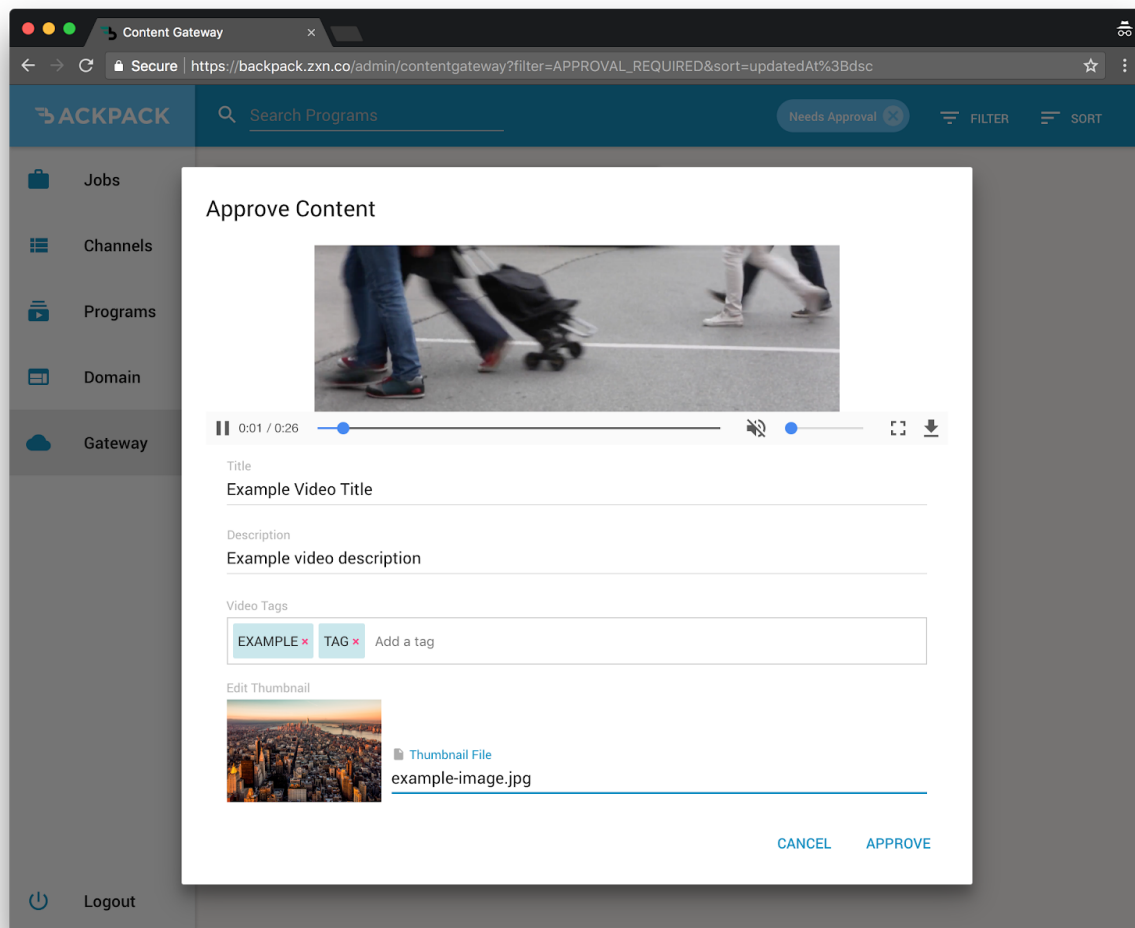 Content Gateway
Secure https://backpack.zxn.co/admin/contentgateway?filter=APPROVAL_REQUIRED&sort=updatedAt%3Bdsc
BACKPACK
Search Programs
Needs Approval
FILTER
SORT
Jobs
Channels
Programs
Domain
Gateway
Logout
Approve Content
0:01 / 0:26
Title
Example Video Title
Description
Example video description
Video Tags
EXAMPLE × TAG × Add a tag
Edit Thumbnail
Thumbnail File
example-image.jpg
CANCEL APPROVE